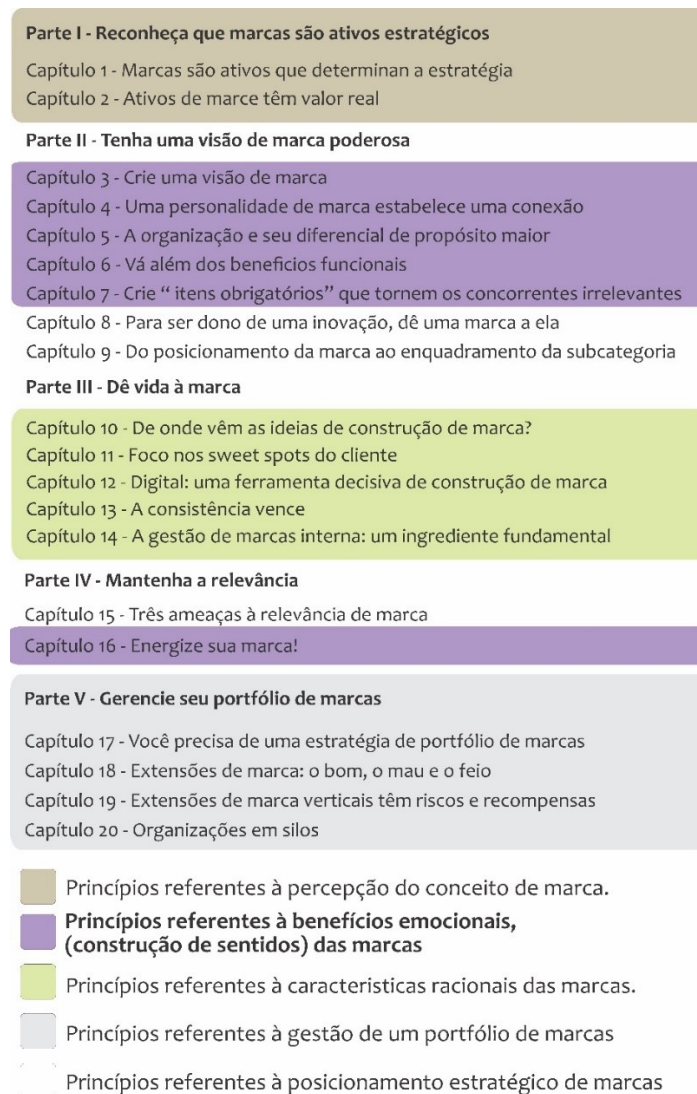 Parte I - Reconheça que marcas são ativos estratégicos
Capítulo 1 - Marcas são ativos que determinan a estratégia
Capítulo 2 - Ativos de marce têm valor real
Parte II - Tenha uma visão de marca poderosa
Capítulo 3 - Crie uma visão de marca
Capítulo 4 - Uma personalidade de marca estabelece uma conexão
Capítulo 5 - A organização e seu diferencial de propósito maior
Capítulo 6 - Vá além dos beneficios funcionais
Capítulo 7 - Crie “ itens obrigatórios” que tornem os concorrentes irrelevantes
Capítulo 8 - Para ser dono de uma inovação, dê uma marca a ela
Capítulo 9 - Do posicionamento da marca ao enquadramento da subcategoria
Parte III - Dê vida à marca
Capítulo 10 - De onde vêm as ideias de construção de marca?
Capítulo 11 - Foco nos sweet spots do cliente
Capítulo 12 - Digital: uma ferramenta decisiva de construção de marca
Capítulo 13 - A consistência vence
Capítulo 14 - A gestão de marcas interna: um ingrediente fundamental
Parte IV - Mantenha a relevância
Capítulo 15 - Três ameaças à relevância de marca
Capítulo 16 - Energize sua marca!
Parte V - Gerencie seu portfólio de marcas
Capítulo 17 - Você precisa de uma estratégia de portfólio de marcas
Capítulo 18 - Extensões de marca: o bom, o mau e o feio
Capítulo 19 - Extensões de marca verticais têm riscos e recompensas
Capítulo 20 - Organizações em silos
Princípios referentes à percepção do conceito de marca.
Princípios referentes à benefícios emocionais,
(construção de sentidos) das marcas
Princípios referentes à caracteristicas racionais das marcas.
Princípios referentes à gestão de um portfólio de marcas
Princípios referentes à posicionamento estratégico de marcas